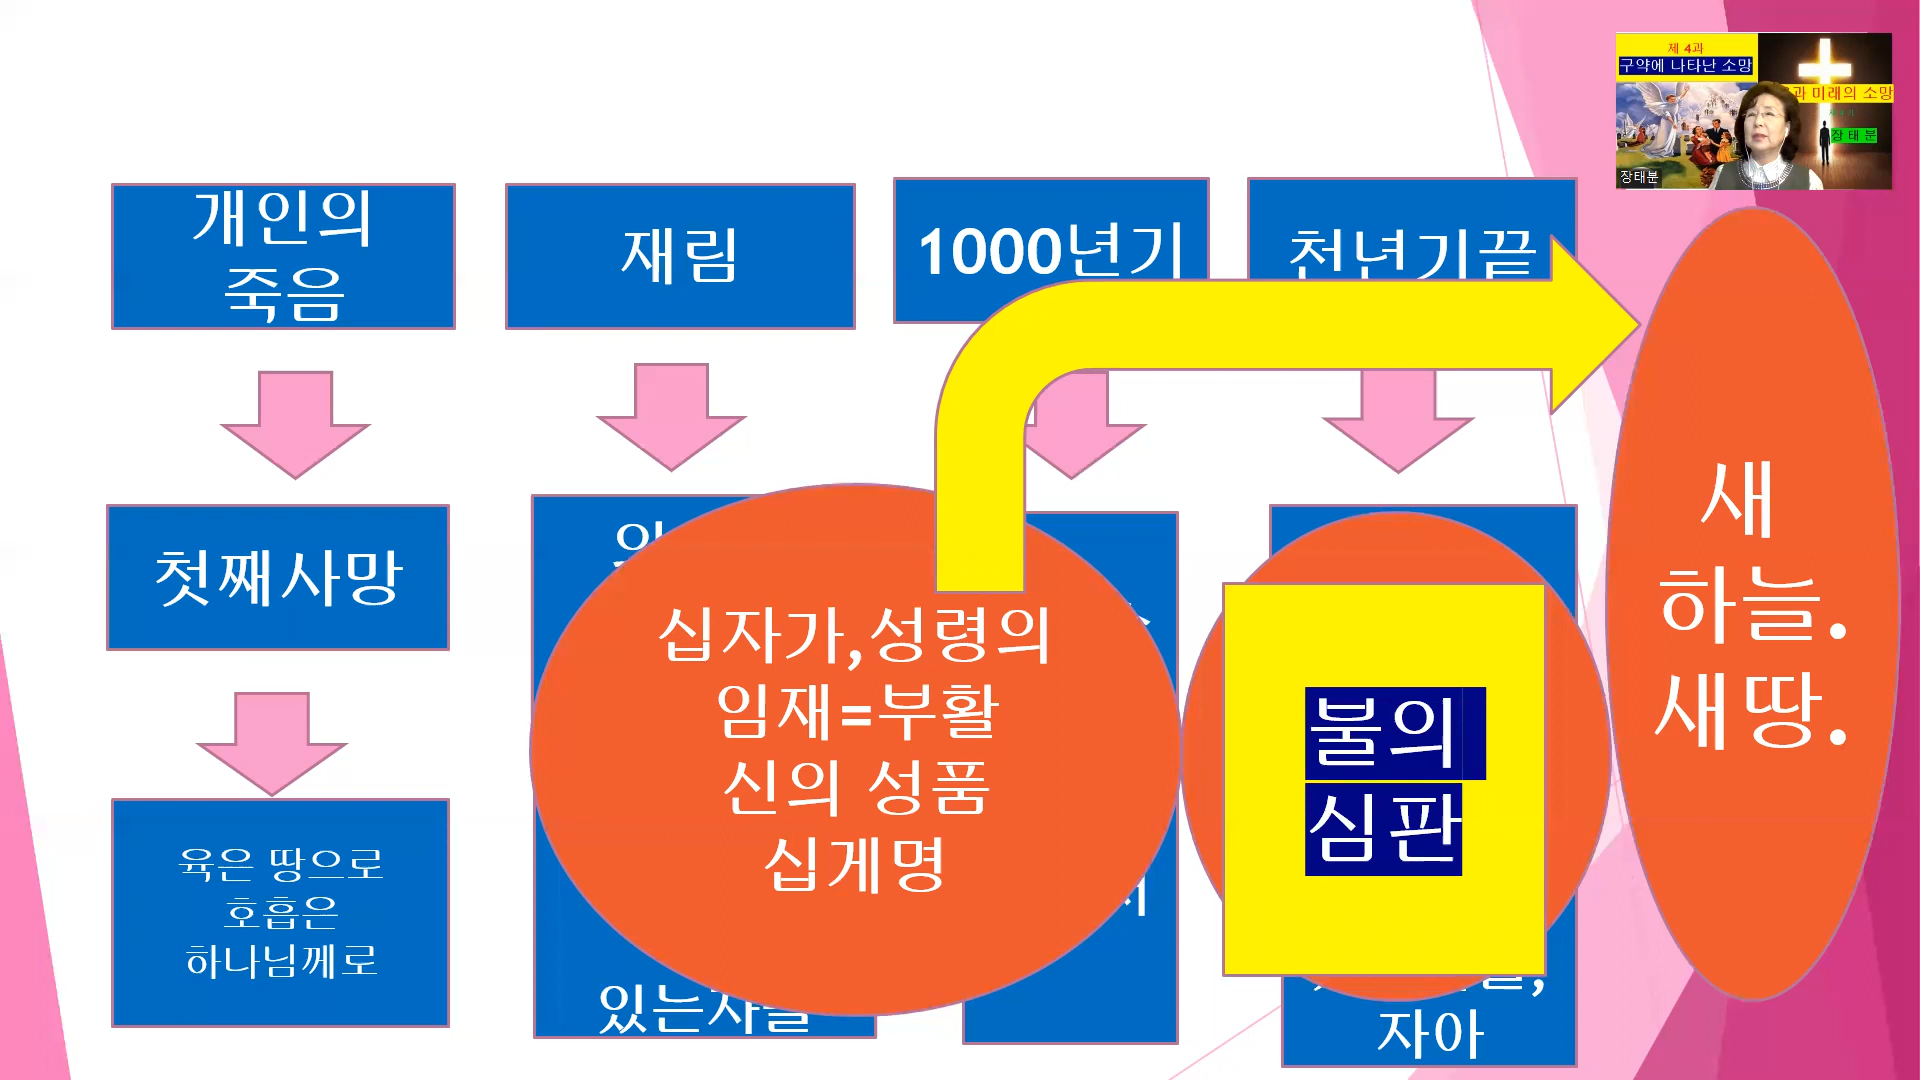 제 4과
구약에 나타난 소망
과 미래의 소망
장 태 분
장태분
개인의
죽음
재림
1000년기
천년기끝
첫째사망
육은 땅으로
호흡은
하나님께로
있는자들
십자가,성령의
임재=부활
신의 성품
십계명
불의
심판
자아
새
하늘.
새땅.